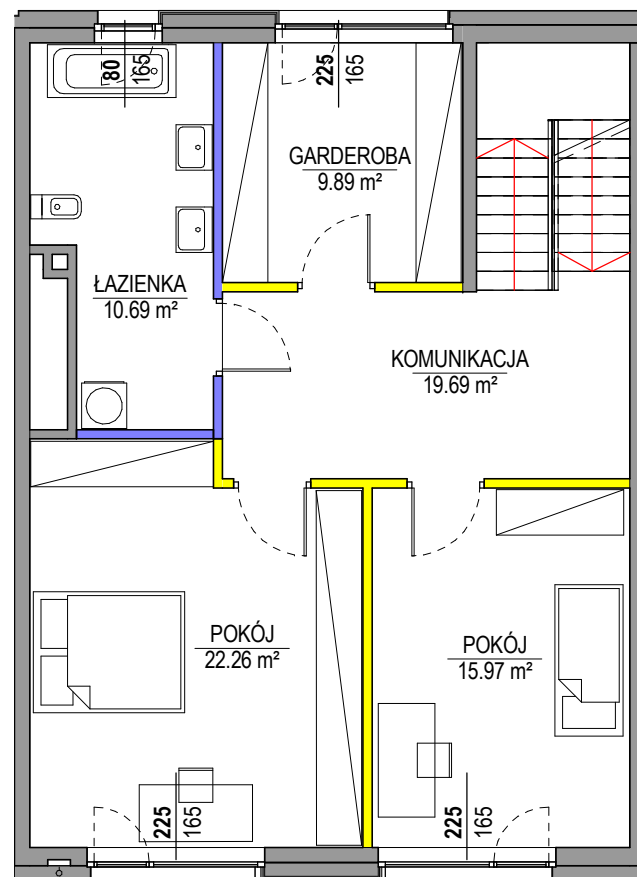 80
165
225
165
GARDEROBA
9.89 m²
ŁAZIENKA
10.69 m²
KOMUNIKACJA
19.69 m²
POKÓJ
22.26 m²
POKÓJ
15.97 m²
225
165
225
165